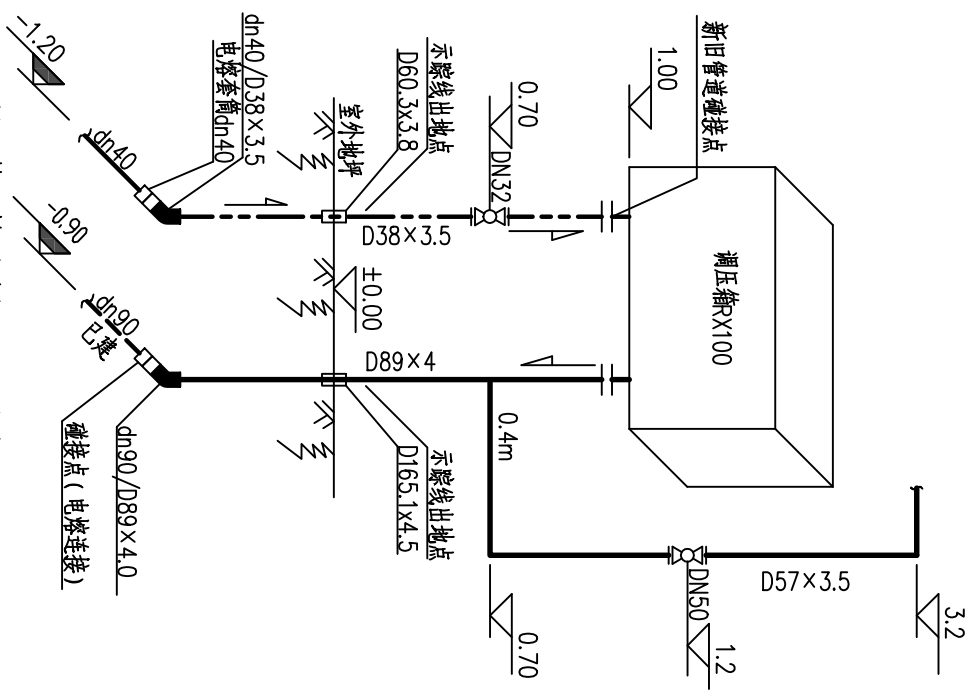 -1.20
dn40/D38×3.5
电熔套筒dn40
dn40
室外地坪
示踪线出地点
D60.3x3.8
0.70
DN32
1.00
新旧管道碰接点
D38×3.5
调压箱RX100
-0.90
dn90
已建
±0.00
D89×4
0.4m
dn90/D89×4.0
碰接点(电熔连接)
示踪线出地点
D165.1x4.5
D57×3.5
DN50
0.70
1.2
3.2